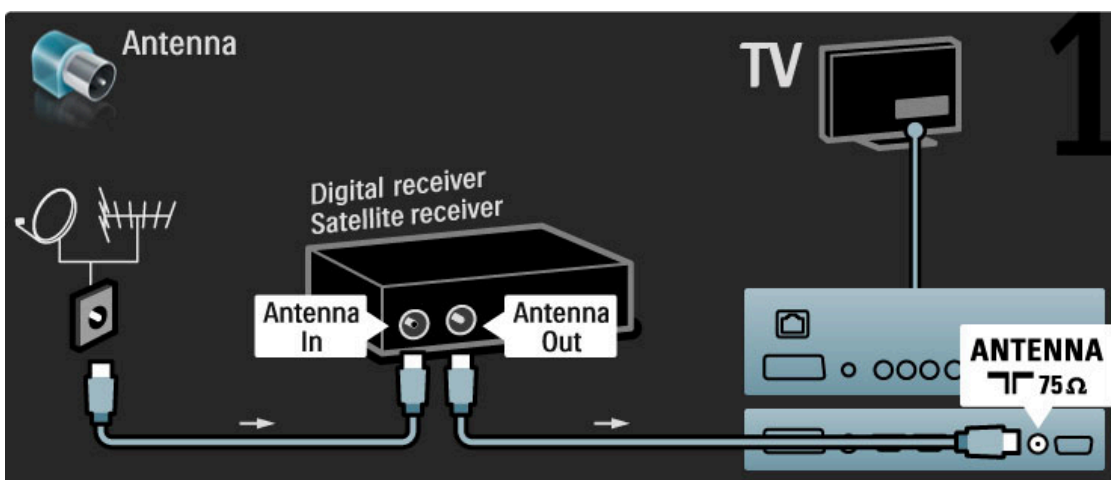 Antenna
TV
1
Digital receiver
Satellite receiver
Antenna
In
Antenna
Out
ANTENNA
75Ω